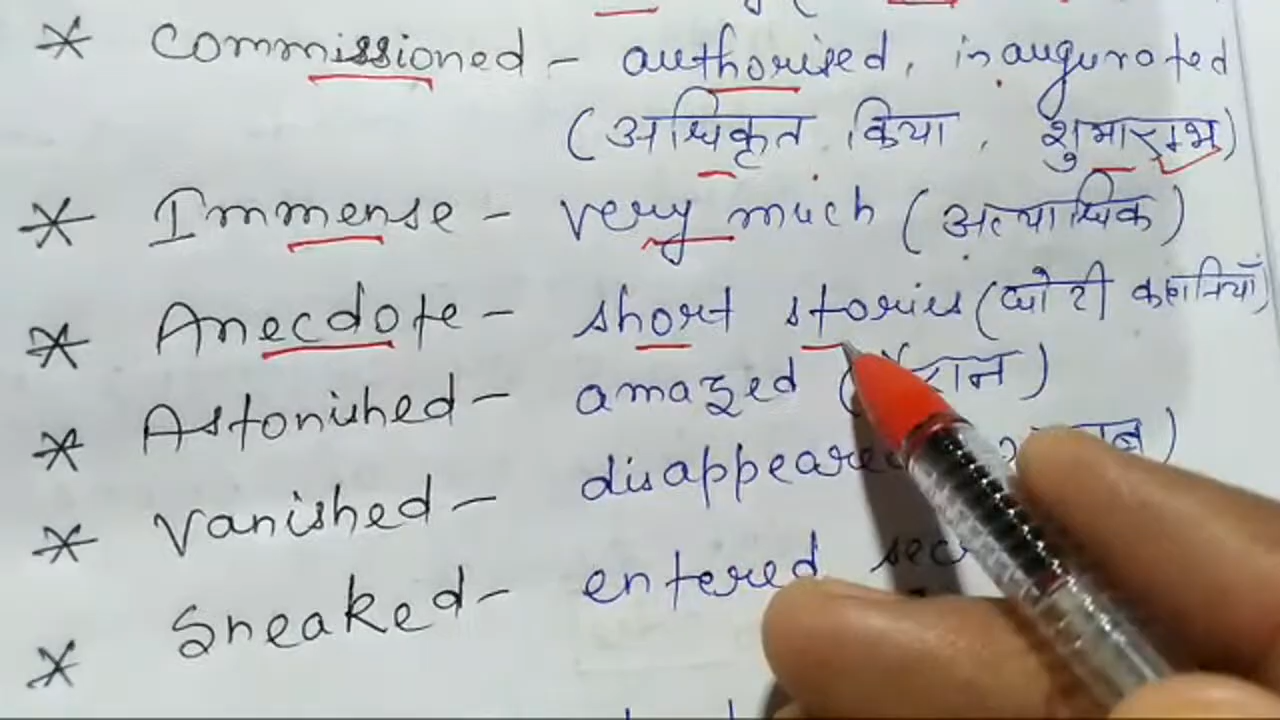 * Commissioned - authorised, inaugurated
(अधिकृत किया, शुभारम्भ)
* Immense - very much (अत्याधिक)
* Anecdote - short stories (छोटी कहानियाँ)
* Astonished - amazed (
* Vanished - disappeared
* Sneaked - entered